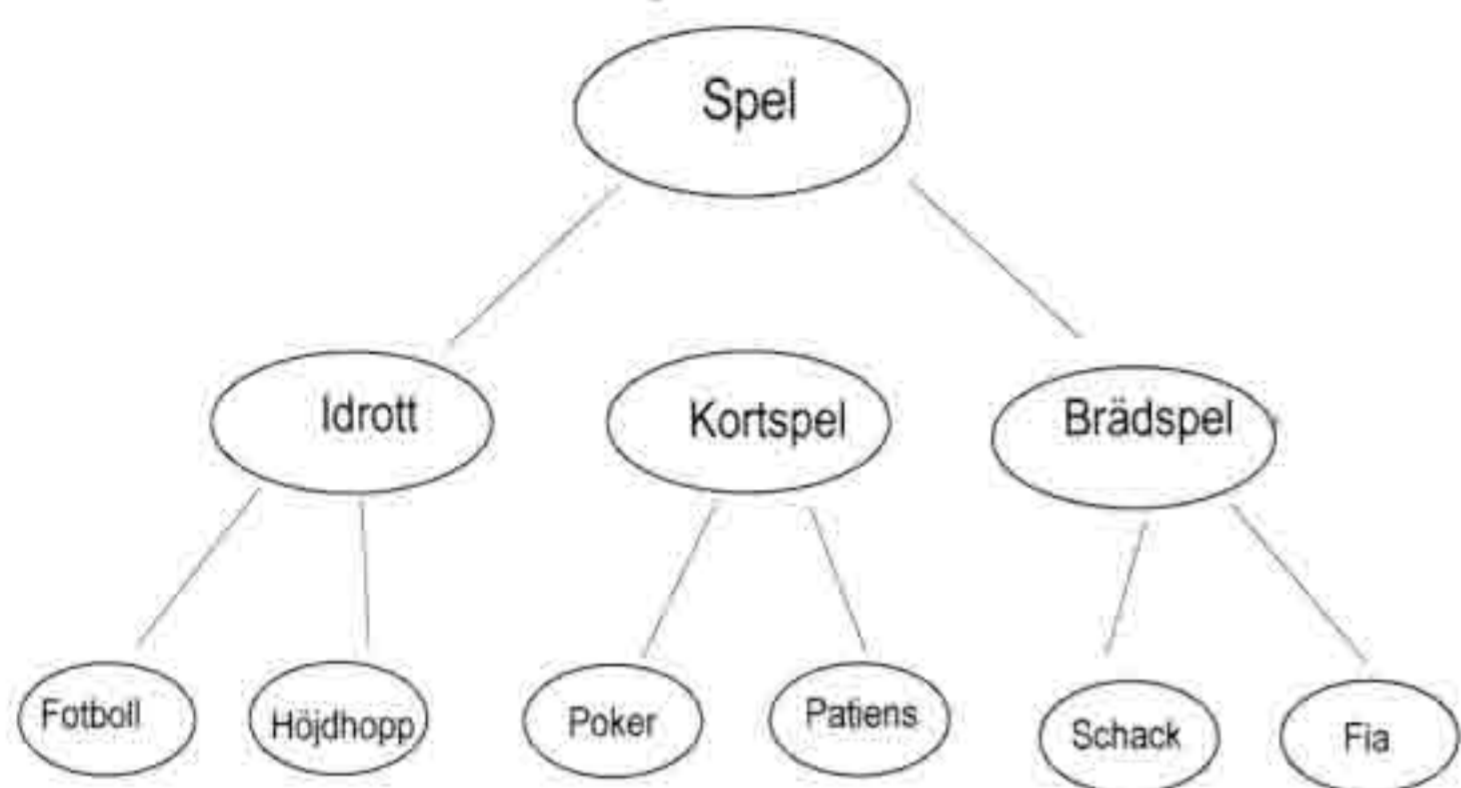 Spel
Idrott
Kortspel
Brädspel
Fotboll
Höjdhopp
Poker
Patiens
Schack
Fia